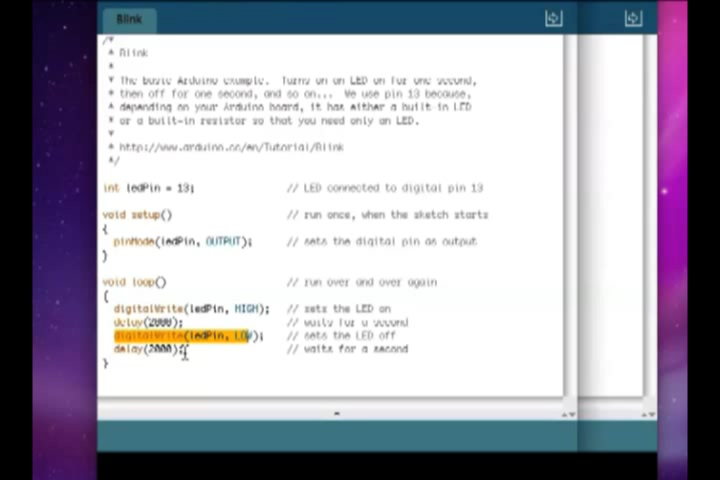 Blink
/*
* Blink
*
* The basic Arduino example.  Turns on an LED on for one second,
* then off for one second, and so on...  We use pin 13 because,
* depending on your Arduino board, it has either a built-in LED
* or a built-in resistor so that you need only an LED.
*
* http://www.arduino.cc/en/Tutorial/Blink
*/
int ledPin = 13; // LED connected to digital pin 13
void setup() // run once, when the sketch starts
{
pinMode(ledPin, OUTPUT); // sets the digital pin as output
}
void loop() // run over and over again
{
digitalWrite(ledPin, HIGH); // sets the LED on
delay(2000); // waits for a second
digitalWrite(ledPin, LOW); // sets the LED off
delay(2000); // waits for a second
}